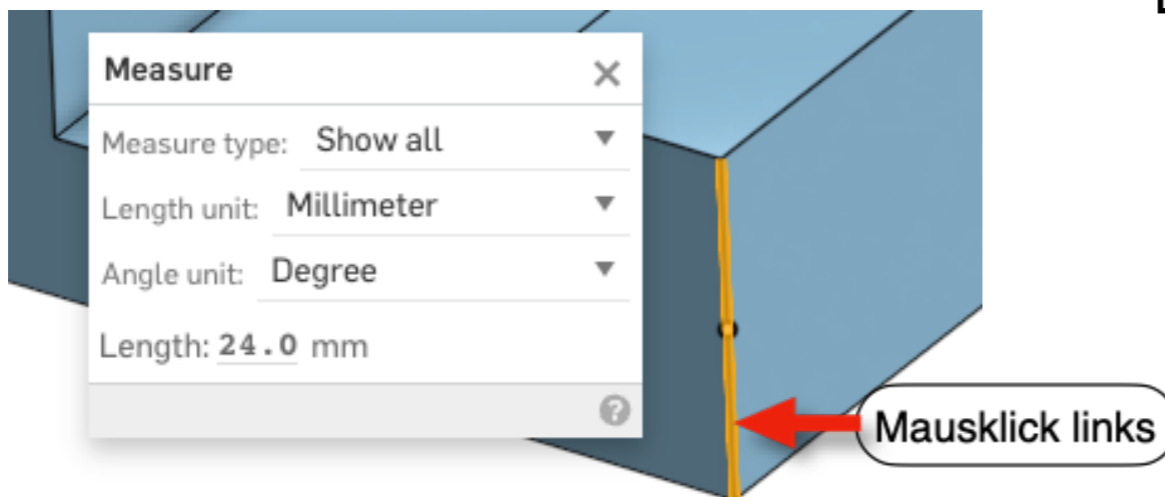 Measure
Measure type: Show all
Length unit: Millimeter
Angle unit: Degree
Length: 24.0 mm
?
Mausklick links